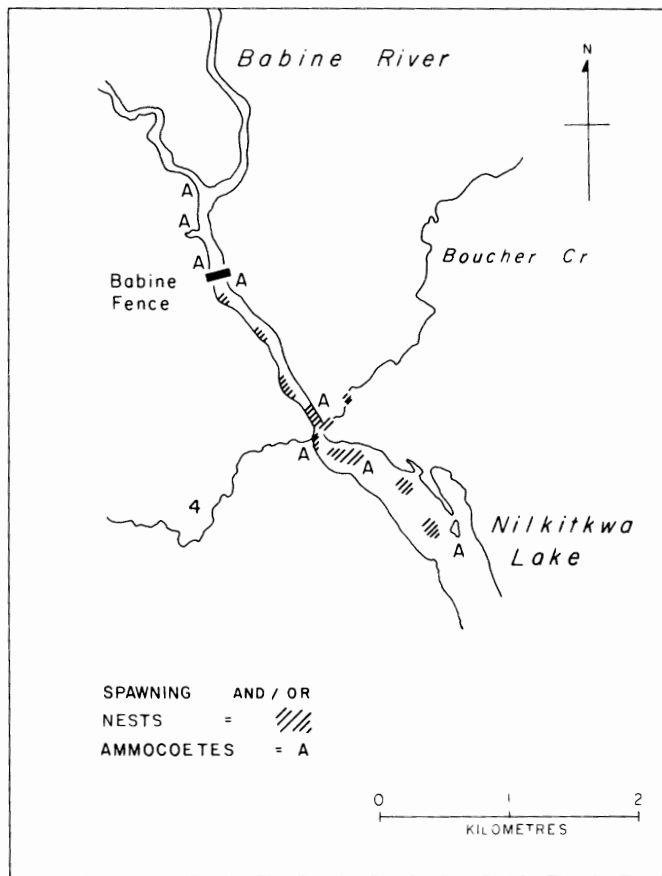 Babine River
N
A
A
Boucher Cr
A
A
Babine
Fence
A
A
A
4
Nilkitkwa
Lake
A
SPAWNING AND / OR
NESTS =
AMMOCOETES = A
0 1 2
KILOMETRES